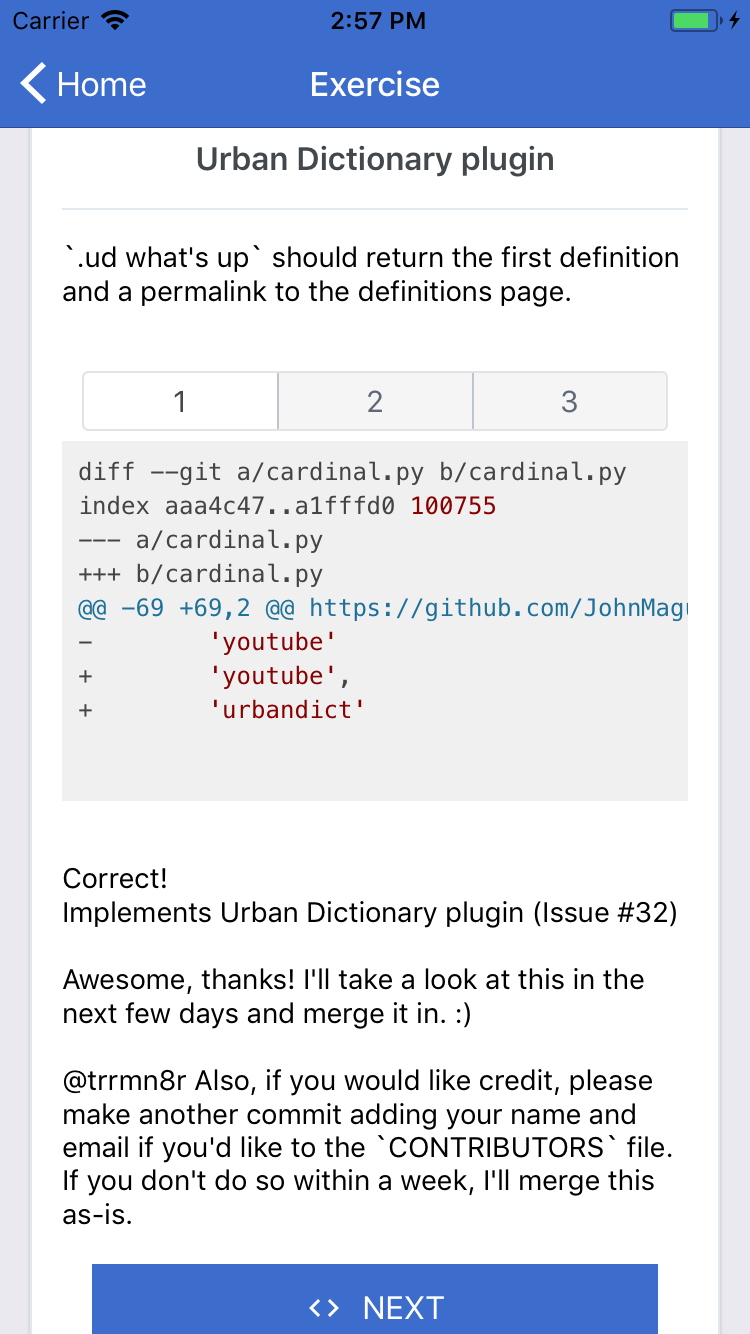 Carrier 2:57 PM
Home Exercise
Urban Dictionary plugin
`.ud what's up` should return the first definition
and a permalink to the definitions page.
1 2 3
diff --git a/cardinal.py b/cardinal.py
index aaa4c47..a1fffd0 100755
--- a/cardinal.py
+++ b/cardinal.py
@@ -69 +69,2 @@ https://github.com/JohnMagu
-        'youtube'
+        'youtube',
+        'urbandict'
Correct!
Implements Urban Dictionary plugin (Issue #32)
Awesome, thanks! I'll take a look at this in the
next few days and merge it in. :)
@trrmn8r Also, if you would like credit, please
make another commit adding your name and
email if you'd like to the `CONTRIBUTORS` file.
If you don't do so within a week, I'll merge this
as-is.
<> NEXT